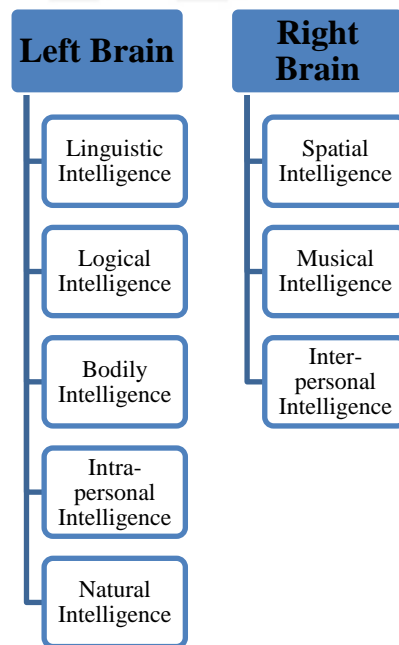 Left Brain
Linguistic
Intelligence
Logical
Intelligence
Bodily
Intelligence
Intra-
personal
Intelligence
Natural
Intelligence
Right
Brain
Spatial
Intelligence
Musical
Intelligence
Inter-
personal
Intelligence